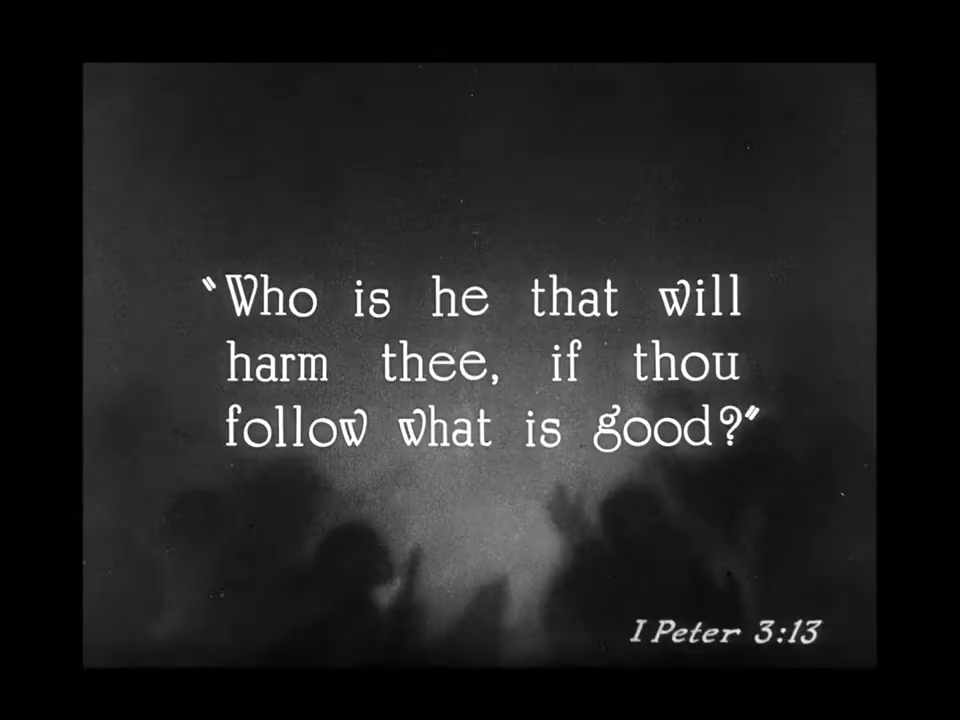 "Who is he that will
harm thee, if thou
follow what is good?"
I Peter 3:13